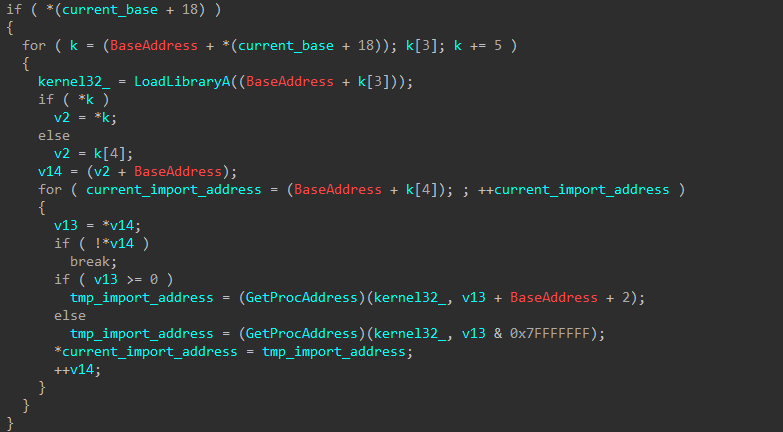 if ( *(current_base + 18) )
{
  for ( k = (BaseAddress + *(current_base + 18)); k[3]; k += 5 )
  {
    kernel32_ = LoadLibraryA((BaseAddress + k[3]));
    if ( *k )
      v2 = *k;
    else
      v2 = k[4];
    v14 = (v2 + BaseAddress);
    for ( current_import_address = (BaseAddress + k[4]); ; ++current_import_address )
    {
      v13 = *v14;
      if ( !*v14 )
        break;
      if ( v13 >= 0 )
        tmp_import_address = (GetProcAddress)(kernel32_, v13 + BaseAddress + 2);
      else
        tmp_import_address = (GetProcAddress)(kernel32_, v13 & 0x7FFFFFFF);
      *current_import_address = tmp_import_address;
      ++v14;
    }
  }
}